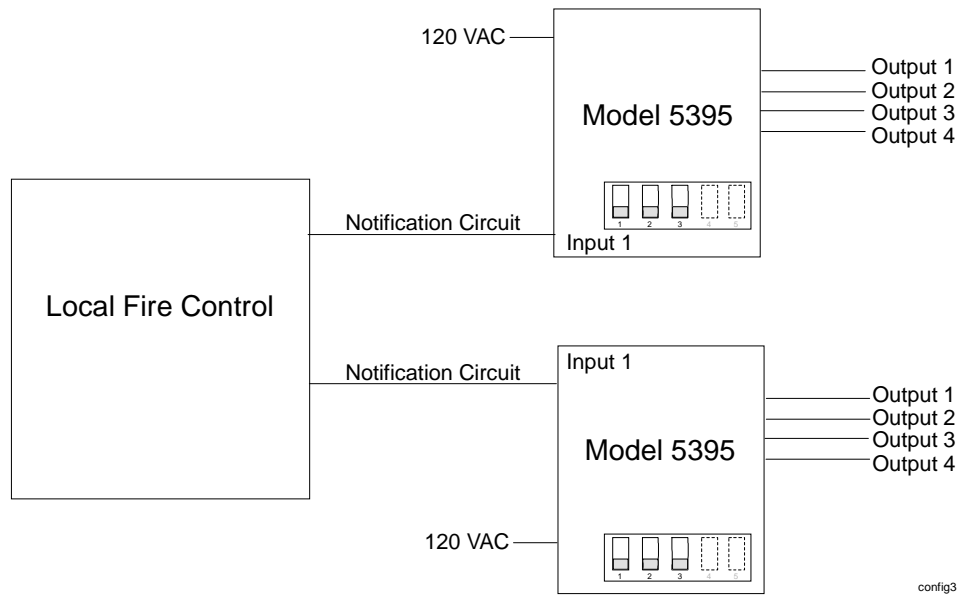 120 VAC
Model 5395
Output 1
Output 2
Output 3
Output 4
1 2 3 4 5
Input 1
Notification Circuit
Local Fire Control
Notification Circuit
Input 1
Model 5395
Output 1
Output 2
Output 3
Output 4
120 VAC
1 2 3 4 5
config3